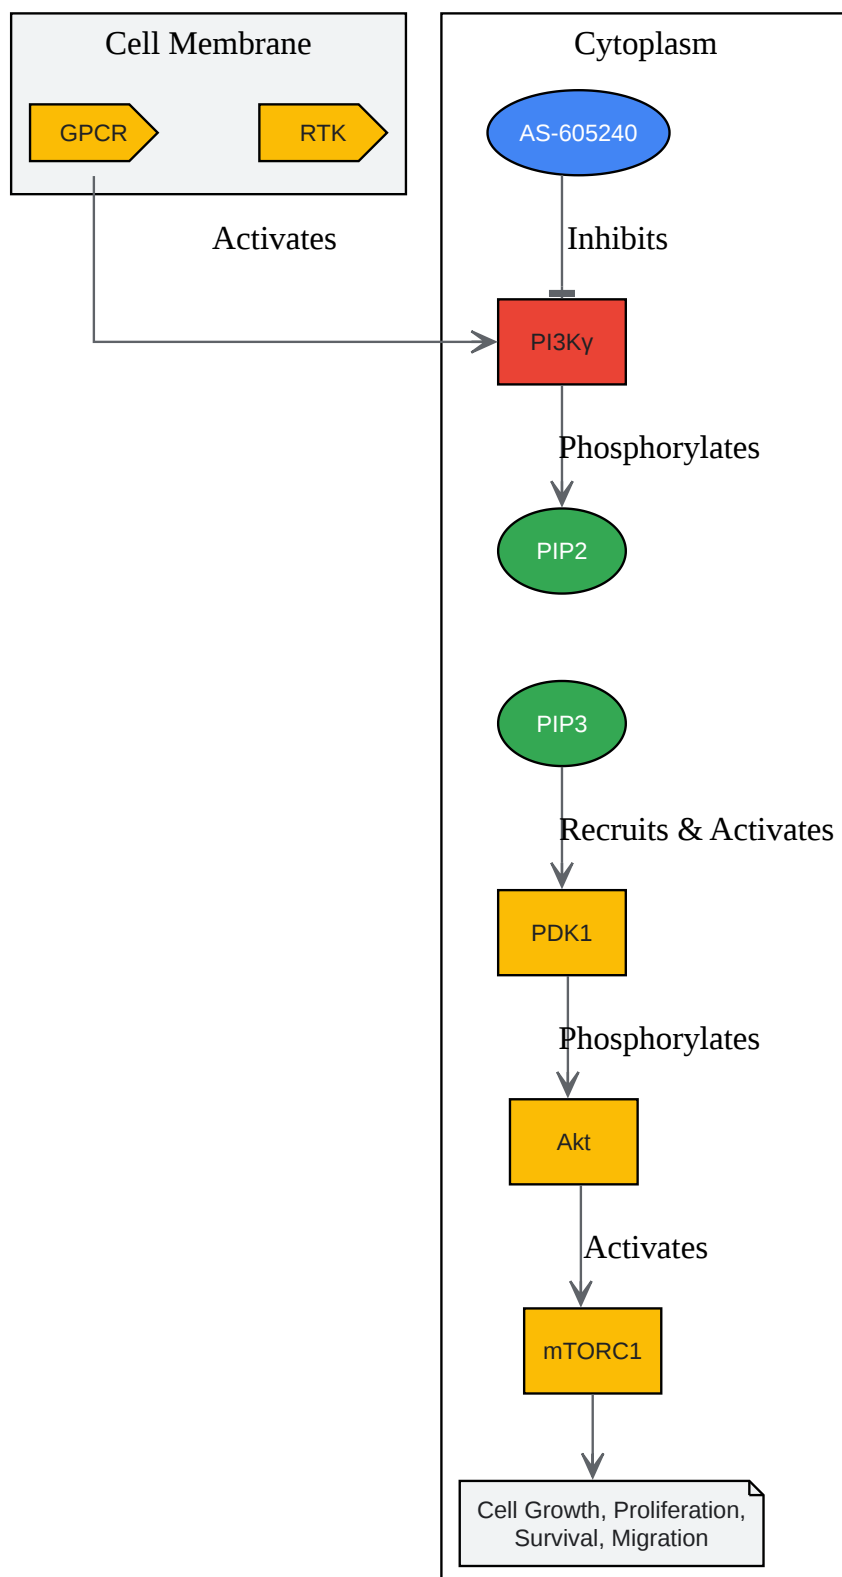 Cell Membrane
GPCR
RTK
Activates
Cytoplasm
AS-605240
Inhibits
PI3Kγ
Phosphorylates
PIP2
PIP3
Recruits & Activates
PDK1
Phosphorylates
Akt
Activates
mTORC1
Cell Growth, Proliferation,
Survival, Migration